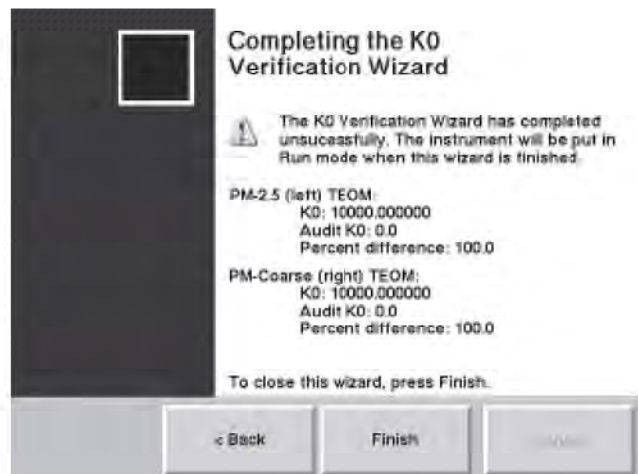 Completing the K0
Verification Wizard
The K0 Verification Wizard has completed
unsucessfully. The instrument will be put in
Run mode when this wizard is finished.
PM-2.5 (left) TEOM:
K0: 10000.000000
Audit K0: 0.0
Percent difference: 100.0
PM-Coarse (right) TEOM:
K0: 10000.000000
Audit K0: 0.0
Percent difference: 100.0
To close this wizard, press Finish.
< Back
Finish